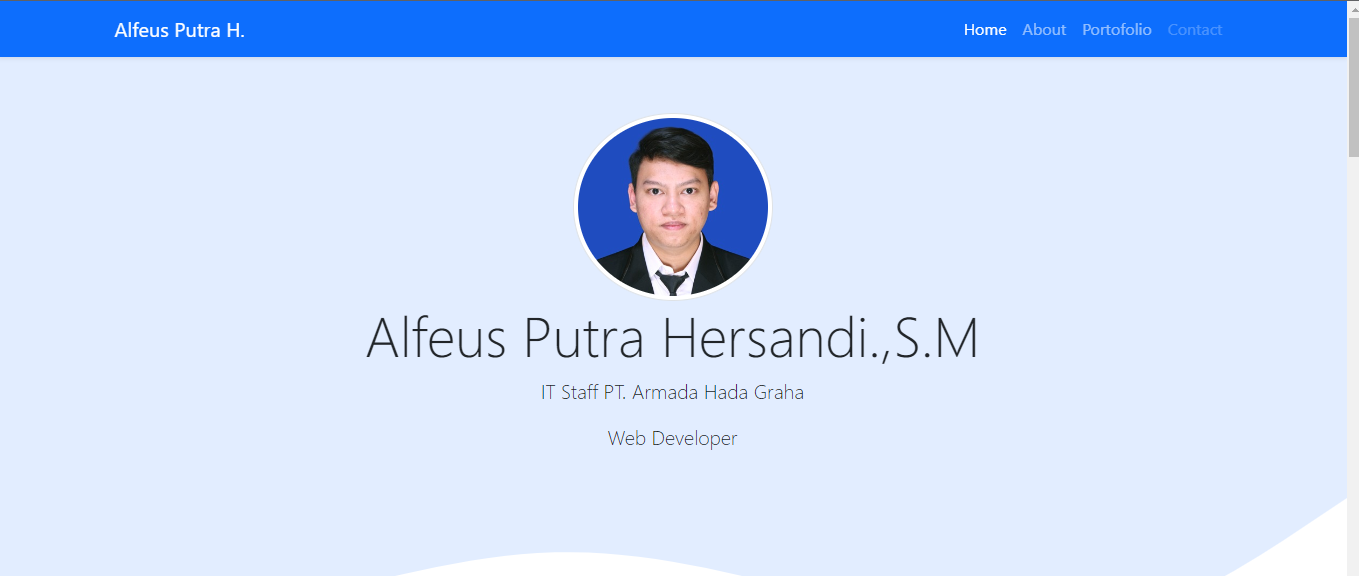 Alfeus Putra H.
Home About Portofolio Contact
Alfeus Putra Hersandi.,S.M
IT Staff PT. Armada Hada Graha
Web Developer